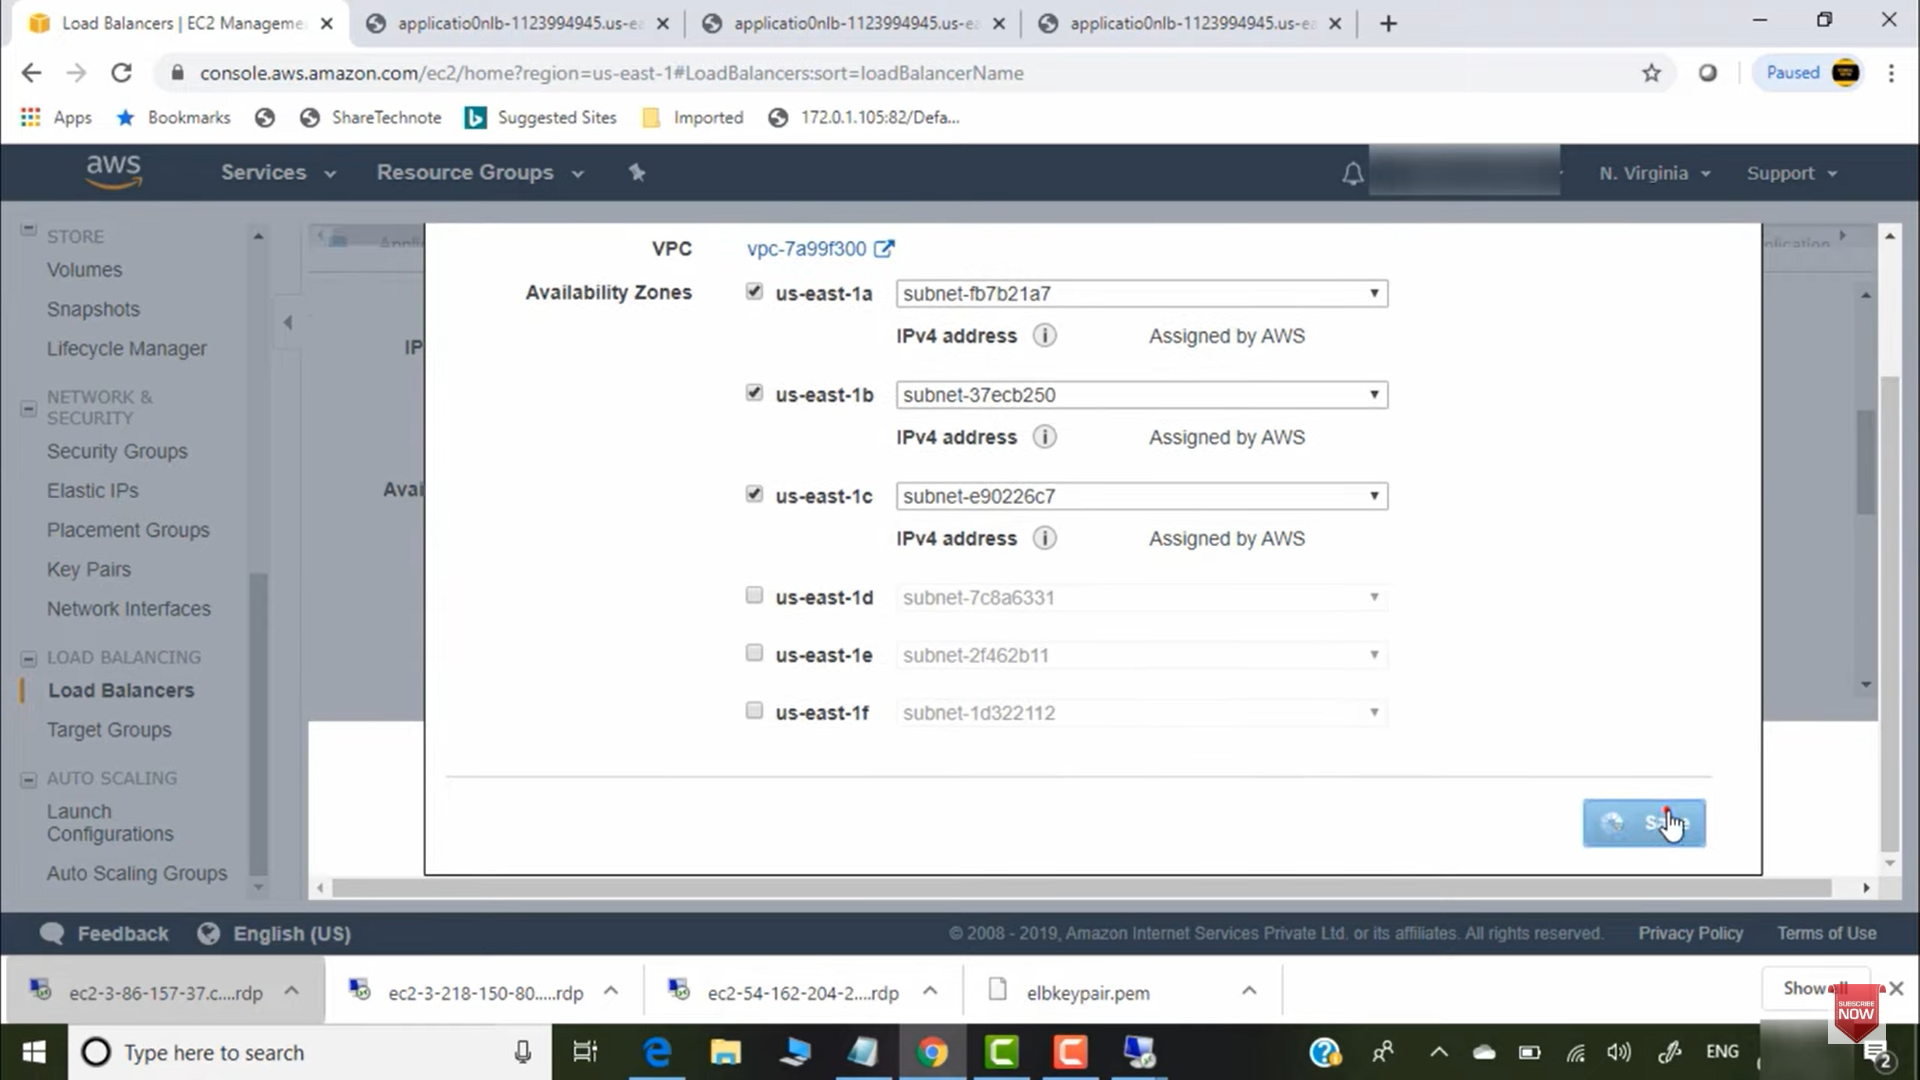 Load Balancers | EC2 Manageme
applicatio0nlb-1123994945.us-ea
applicatio0nlb-1123994945.us-ea
applicatio0nlb-1123994945.us-ea
console.aws.amazon.com/ec2/home?region=us-east-1#LoadBalancers:sort=loadBalancerName
Paused
Apps
Bookmarks
ShareTechnote
Suggested Sites
Imported
172.0.1.105:82/Defa...
aws
Services
Resource Groups
N. Virginia
Support
STORE
Volumes
Snapshots
Lifecycle Manager
NETWORK &
SECURITY
Security Groups
Elastic IPs
Placement Groups
Key Pairs
Network Interfaces
LOAD BALANCING
Load Balancers
Target Groups
AUTO SCALING
Launch
Configurations
Auto Scaling Groups
IP
Avai
VPC vpc-7a99f300
Availability Zones us-east-1a subnet-fb7b21a7
IPv4 address i Assigned by AWS
us-east-1b subnet-37ecb250
IPv4 address i Assigned by AWS
us-east-1c subnet-e90226c7
IPv4 address i Assigned by AWS
us-east-1d subnet-7c8a6331
us-east-1e subnet-2f462b11
us-east-1f subnet-1d322112
Feedback
English (US)
© 2008 - 2019, Amazon Internet Services Private Ltd. or its affiliates. All rights reserved.
Privacy Policy
Terms of Use
ec2-3-86-157-37.c....rdp
ec2-3-218-150-80.....rdp
ec2-54-162-204-2....rdp
elbkeypair.pem
Show all
SUBSCRIBE
NOW
Type here to search
ENG
2